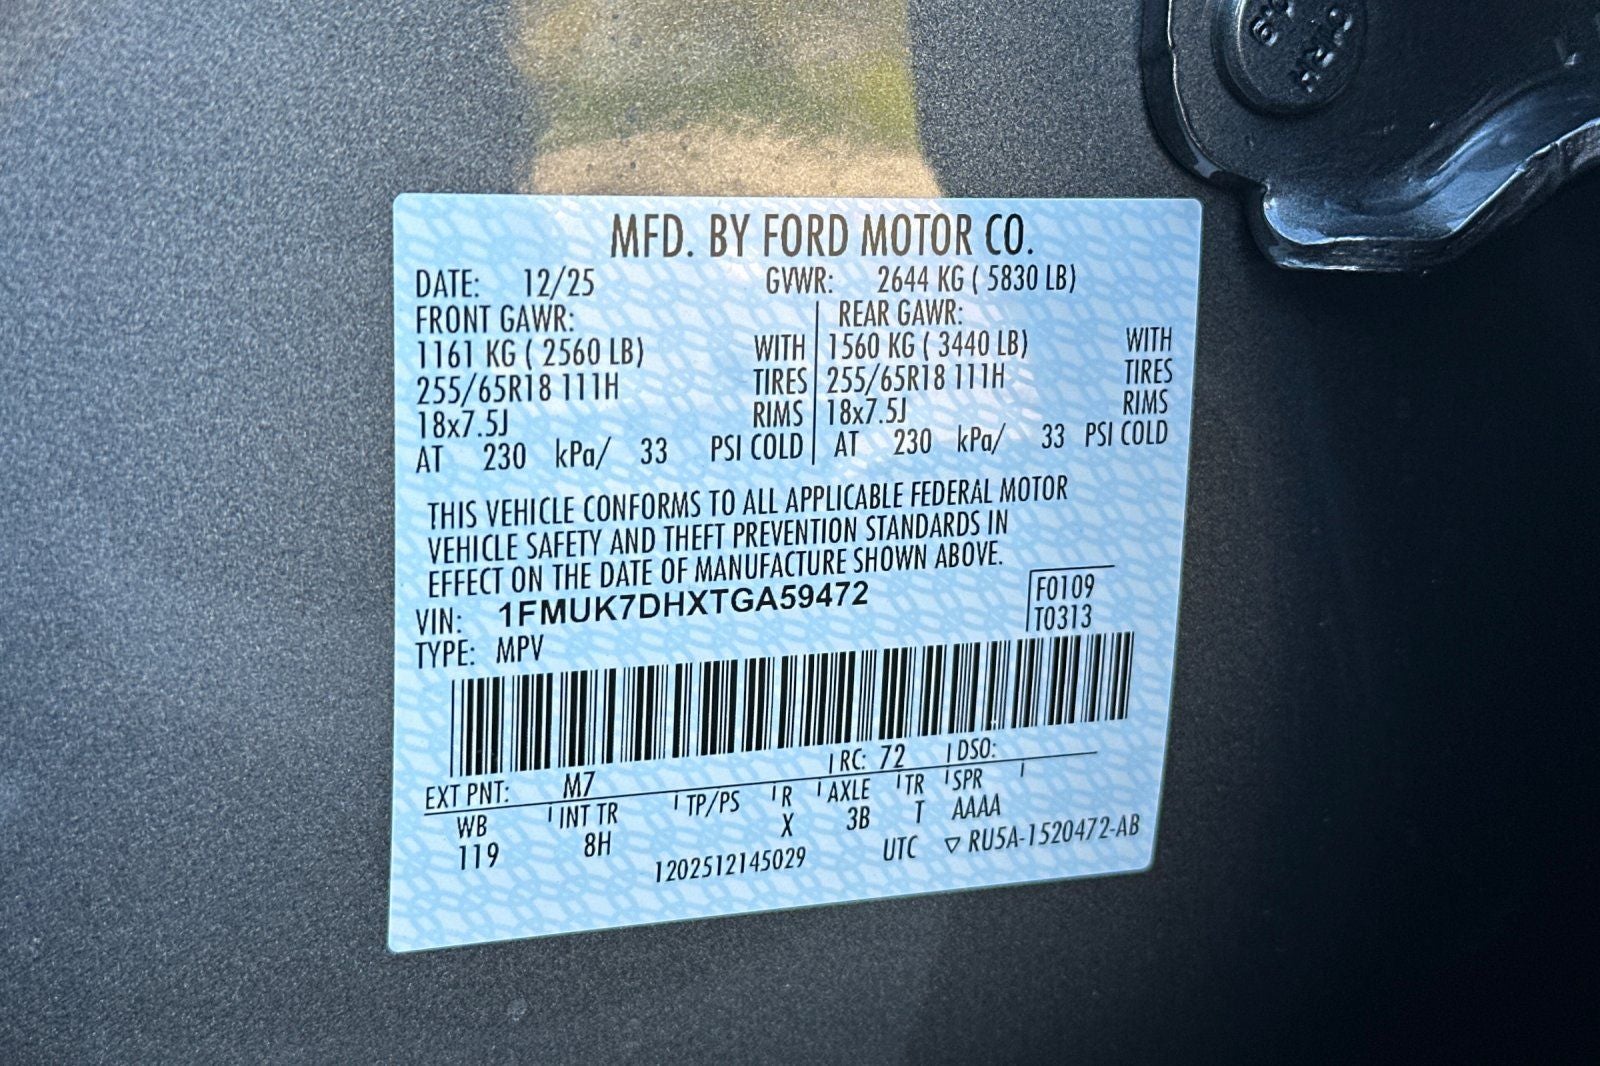 MFD. BY FORD MOTOR CO.
DATE: 12/25 GVWR: 2644 KG ( 5830 LB)
FRONT GAWR: REAR GAWR:
1161 KG ( 2560 LB) WITH 1560 KG ( 3440 LB) WITH
255/65R18 111H TIRES 255/65R18 111H TIRES
18x7.5J RIMS 18x7.5J RIMS
AT 230 kPa/ 33 PSI COLD AT 230 kPa/ 33 PSI COLD
THIS VEHICLE CONFORMS TO ALL APPLICABLE FEDERAL MOTOR
VEHICLE SAFETY AND THEFT PREVENTION STANDARDS IN
EFFECT ON THE DATE OF MANUFACTURE SHOWN ABOVE.
VIN: 1FMUK7DHXTGA59472 F0109
TYPE: MPV T0313
EXT PNT: M7 RC: 72 DSO:
WB INT TR TP/PS R AXLE TR SPR
119 8H X 3B T AAAA
1202512145029 UTC ▽ RU5A-1520472-AB